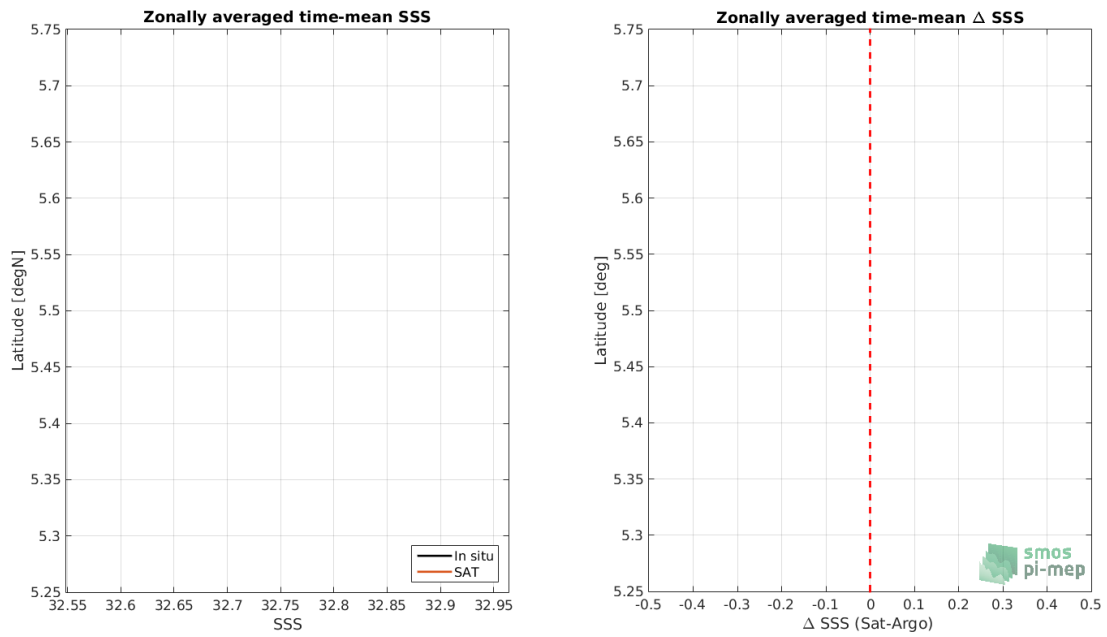 Zonally averaged time-mean SSS
5.75
5.7
5.65
5.6
5.55
5.5
5.45
5.4
5.35
5.3
5.25
Latitude [degN]
32.55 32.6 32.65 32.7 32.75 32.8 32.85 32.9 32.95
SSS
In situ
SAT
Zonally averaged time-mean Δ SSS
5.75
5.7
5.65
5.6
5.55
5.5
5.45
5.4
5.35
5.3
5.25
Latitude [deg]
-0.5 -0.4 -0.3 -0.2 -0.1 0 0.1 0.2 0.3 0.4 0.5
Δ SSS (Sat-Argo)
smos
pi-mep